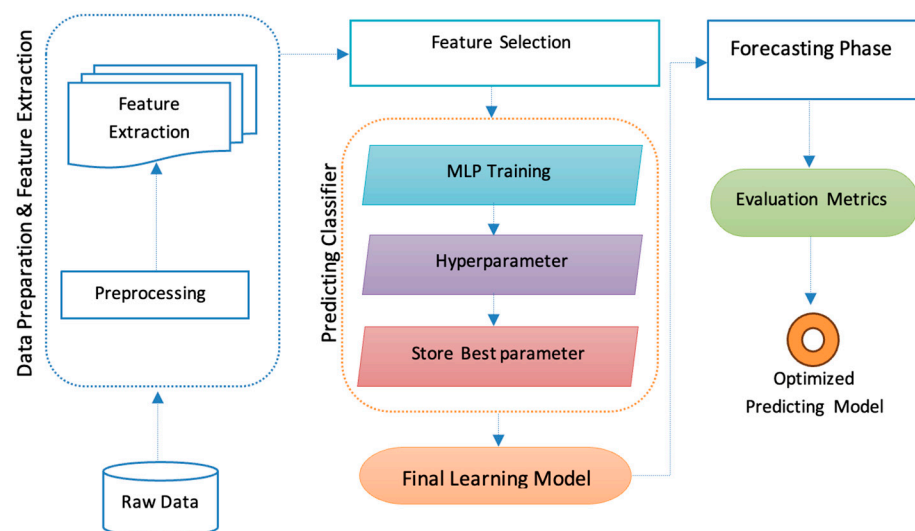 Data Preparation & Feature Extraction
Feature
Extraction
Preprocessing
Raw Data
Feature Selection
Predicting Classifier
MLP Training
Hyperparameter
Store Best parameter
Final Learning Model
Forecasting Phase
Evaluation Metrics
Optimized
Predicting Model